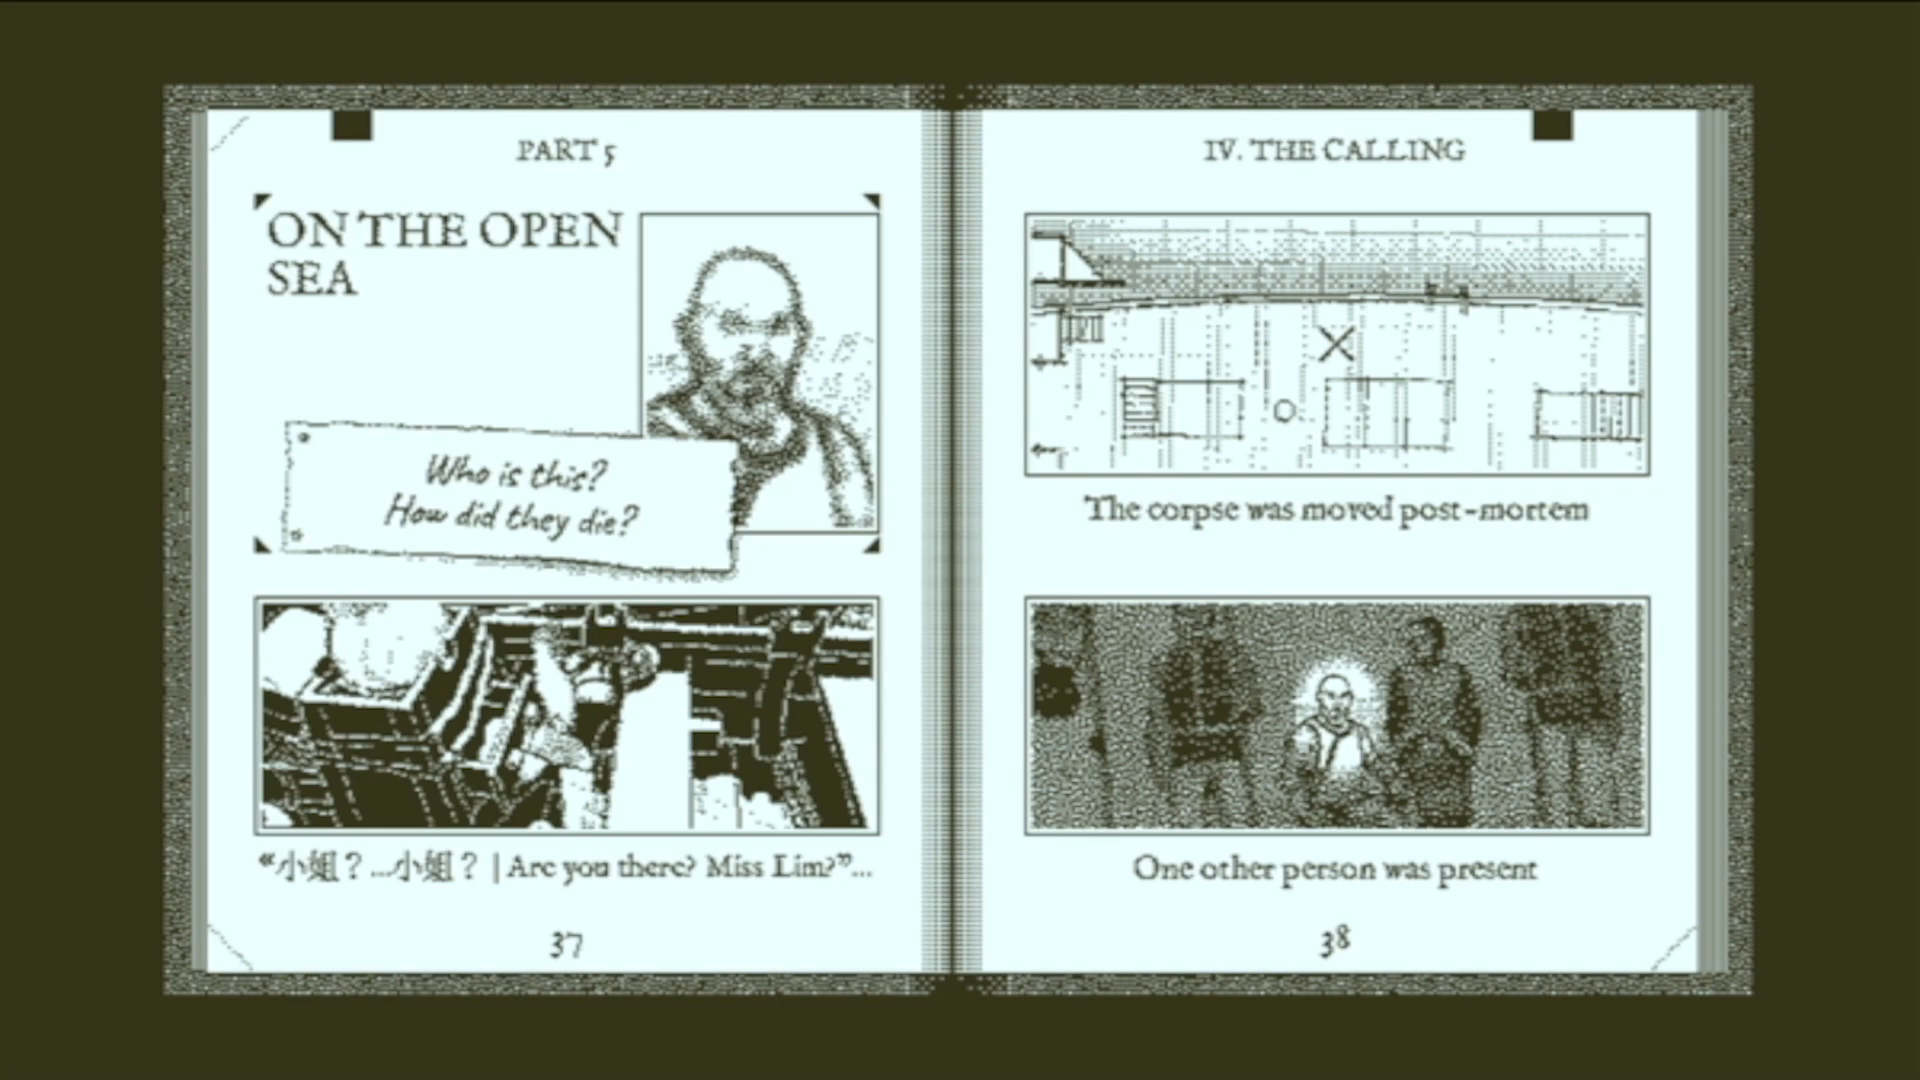 PART 5
ON THE OPEN
SEA
Who is this?
How did they die?
“小姐？...小姐？ | Are you there? Miss Lim?”...
37
IV. THE CALLING
The corpse was moved post-mortem
One other person was present
38